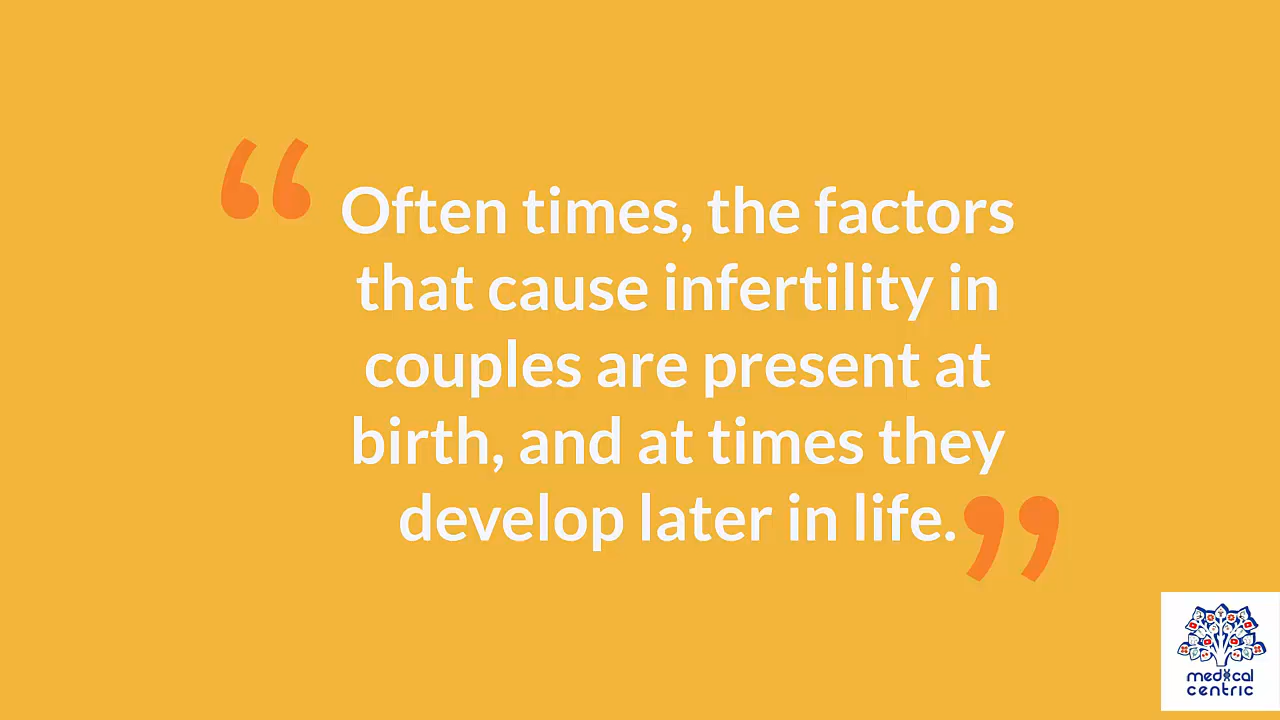 “Often times, the factors
that cause infertility in
couples are present at
birth, and at times they
develop later in life.”
medical
centric